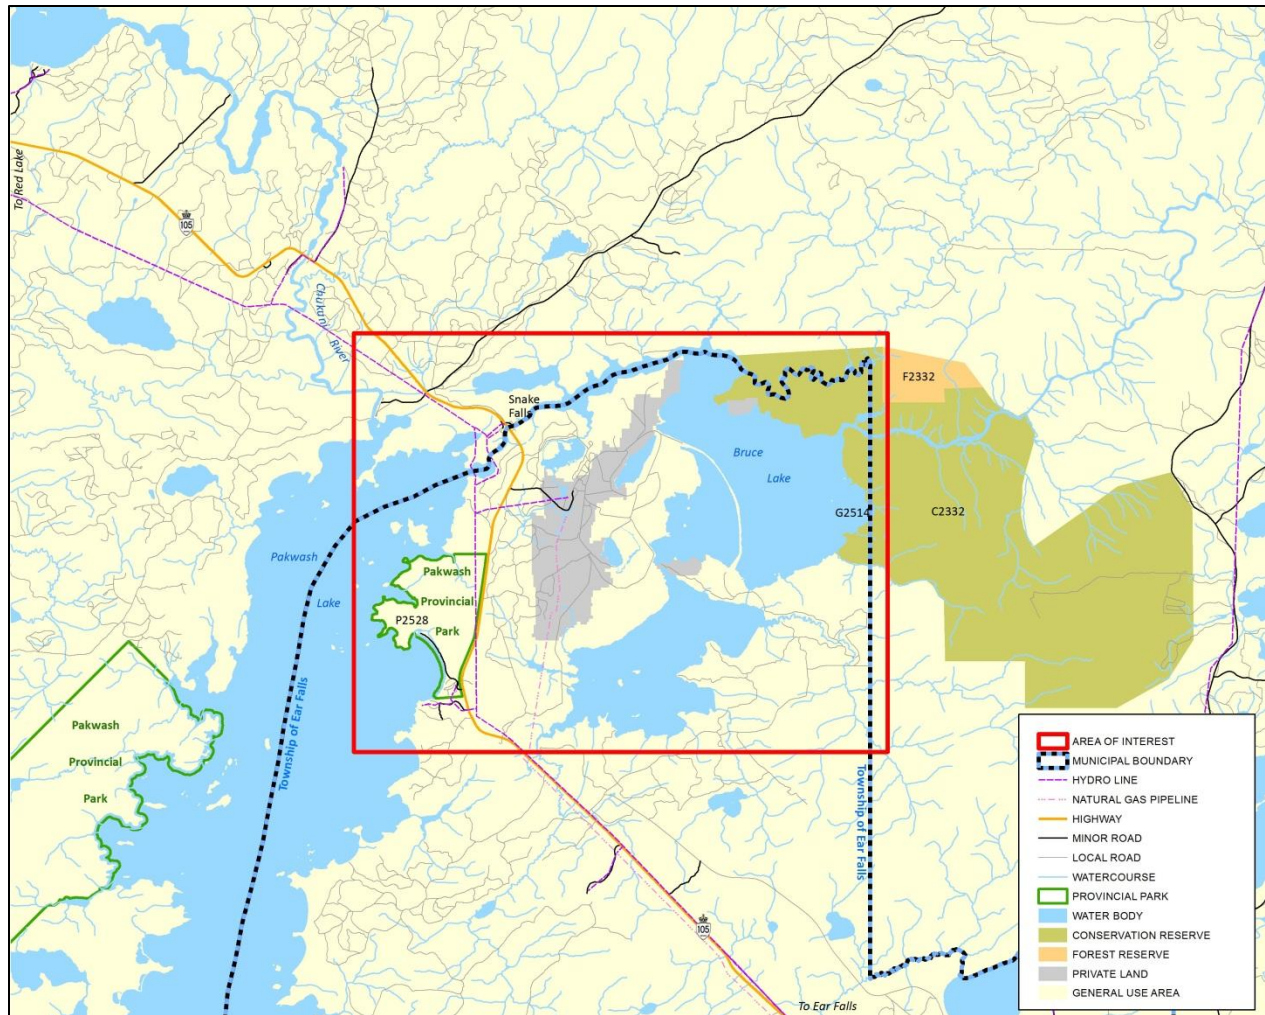 To Red Lake
105
Chukuni
River
Snake
Falls
F2332
Bruce
Lake
G2514
C2332
Pakwash
Lake
Pakwash
Provincial
P2528
Park
Township of Ear Falls
Pakwash
Provincial
Park
Township of Ear Falls
105
To Ear Falls
AREA OF INTEREST
MUNICIPAL BOUNDARY
HYDRO LINE
NATURAL GAS PIPELINE
HIGHWAY
MINOR ROAD
LOCAL ROAD
WATERCOURSE
PROVINCIAL PARK
WATER BODY
CONSERVATION RESERVE
FOREST RESERVE
PRIVATE LAND
GENERAL USE AREA